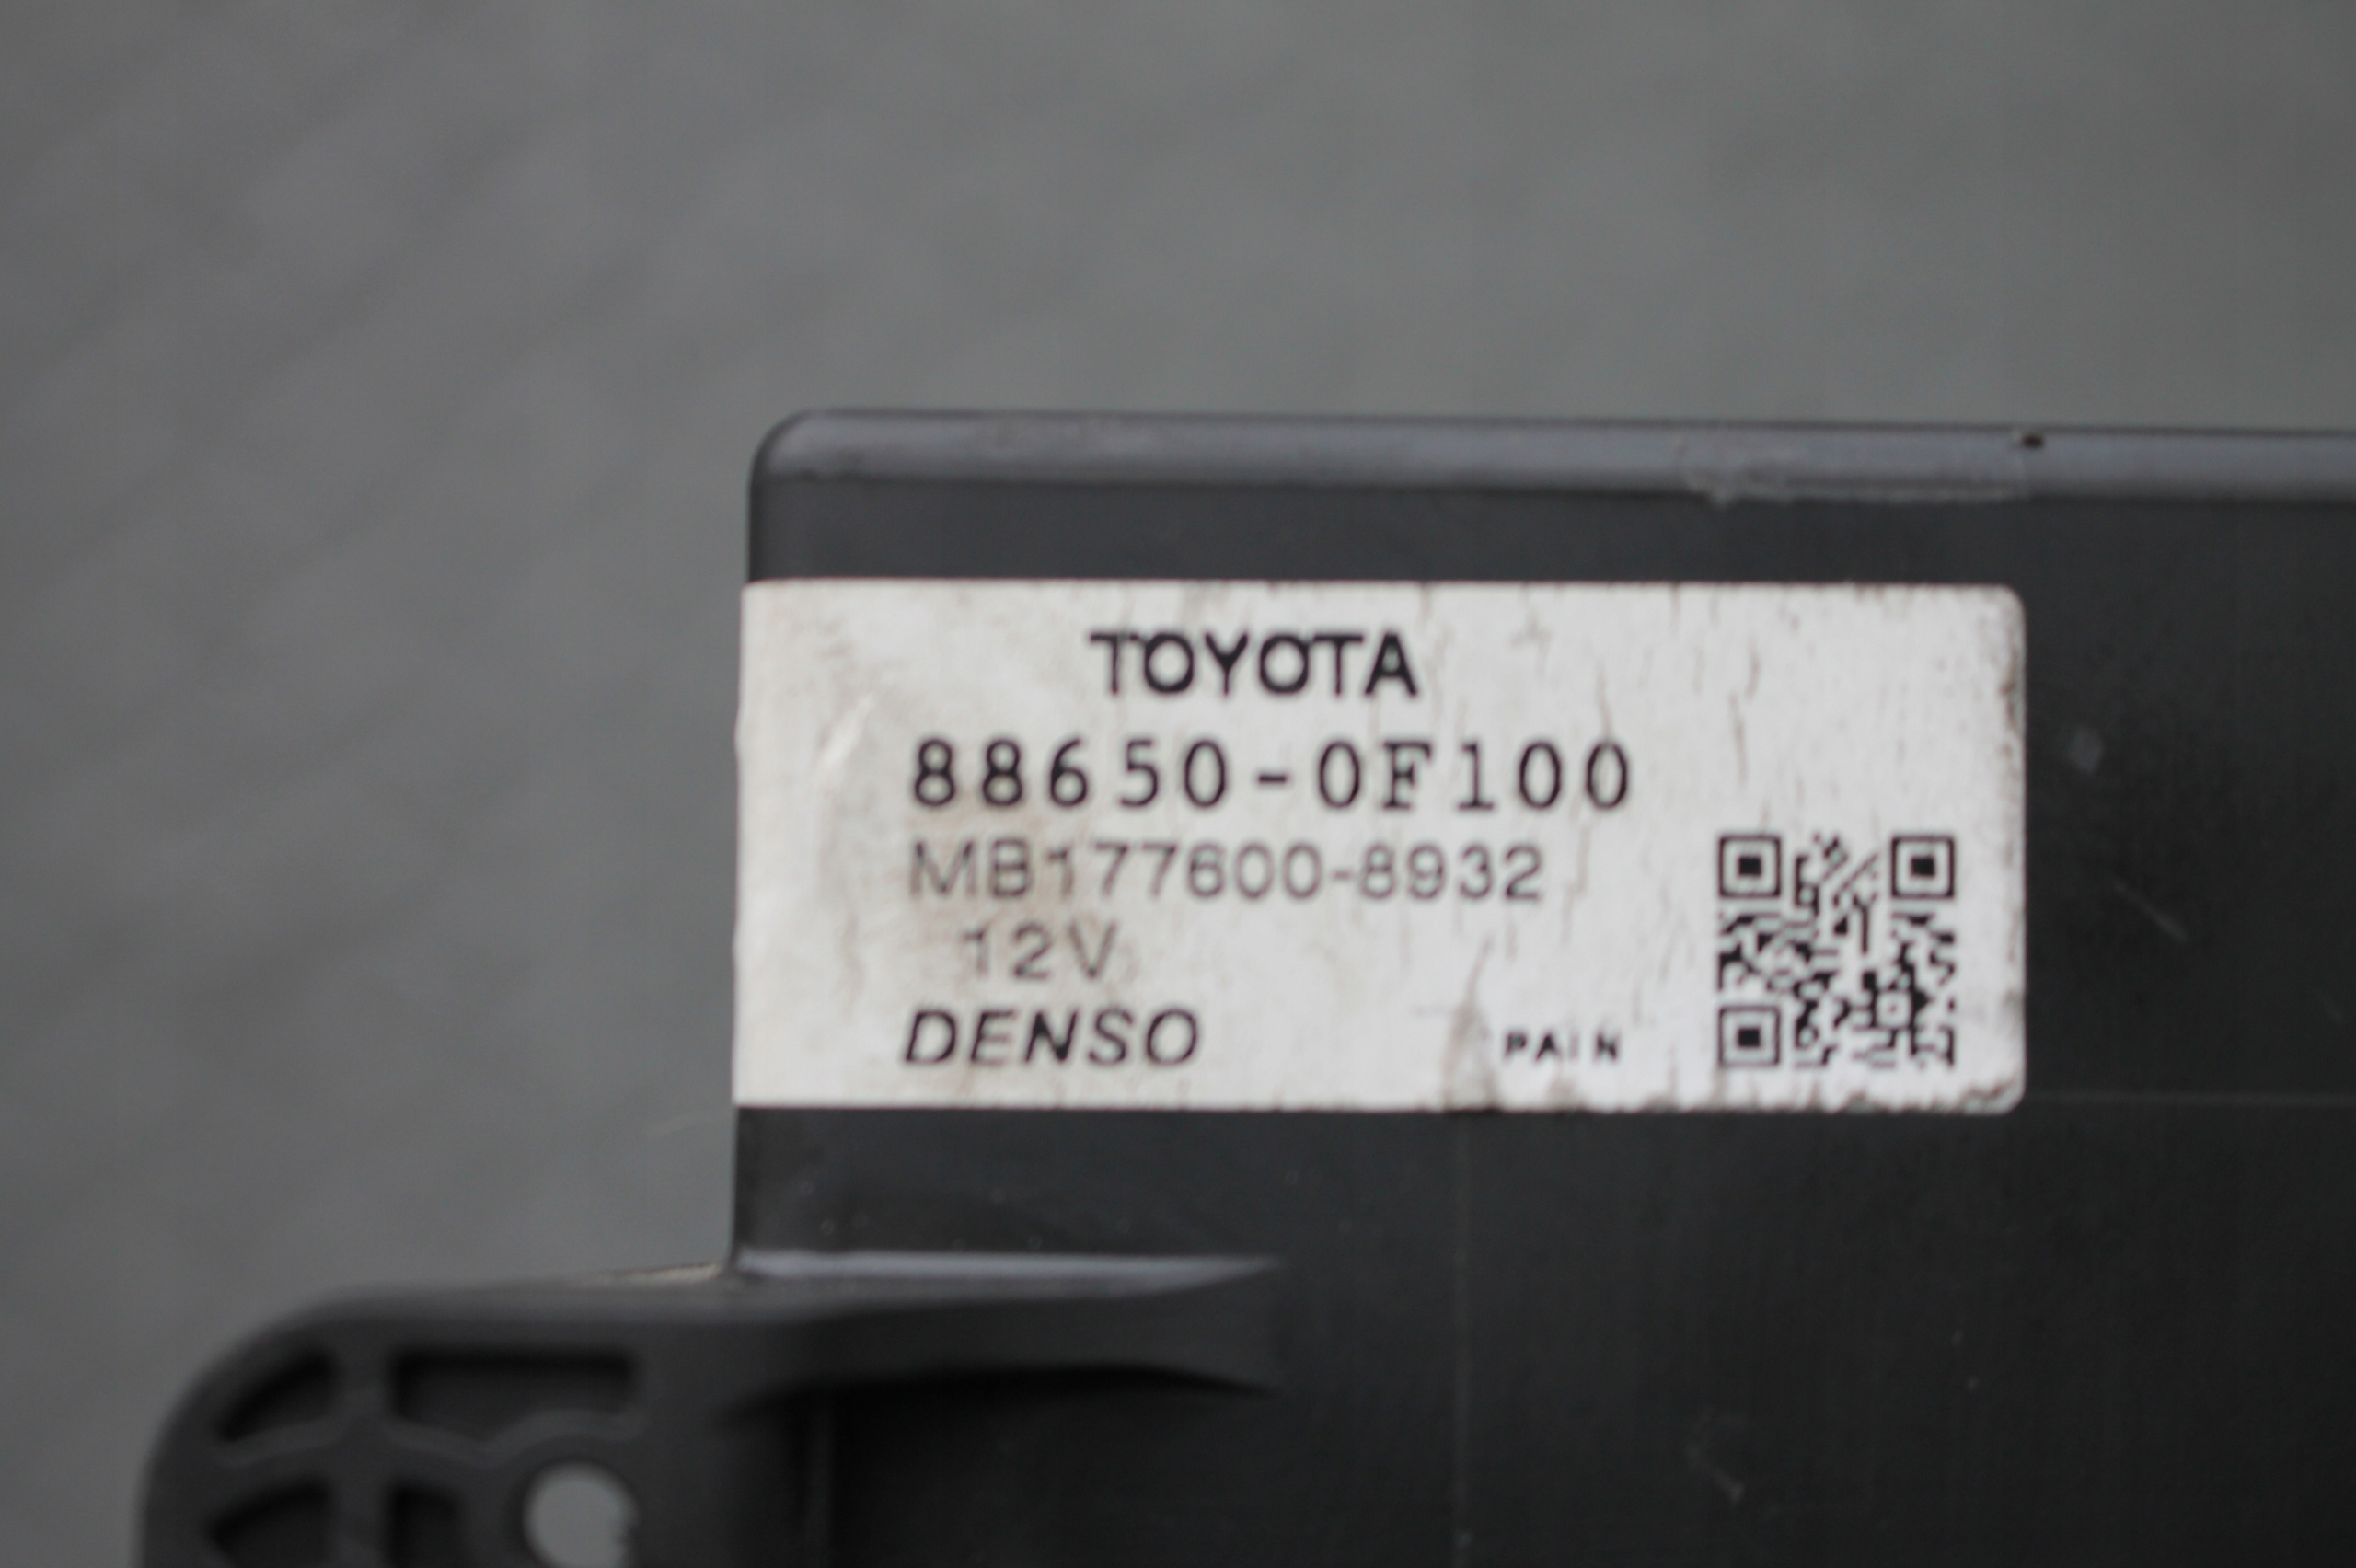 TOYOTA
88650-0F100
MB177600-8932
12V
DENSO
PAIN